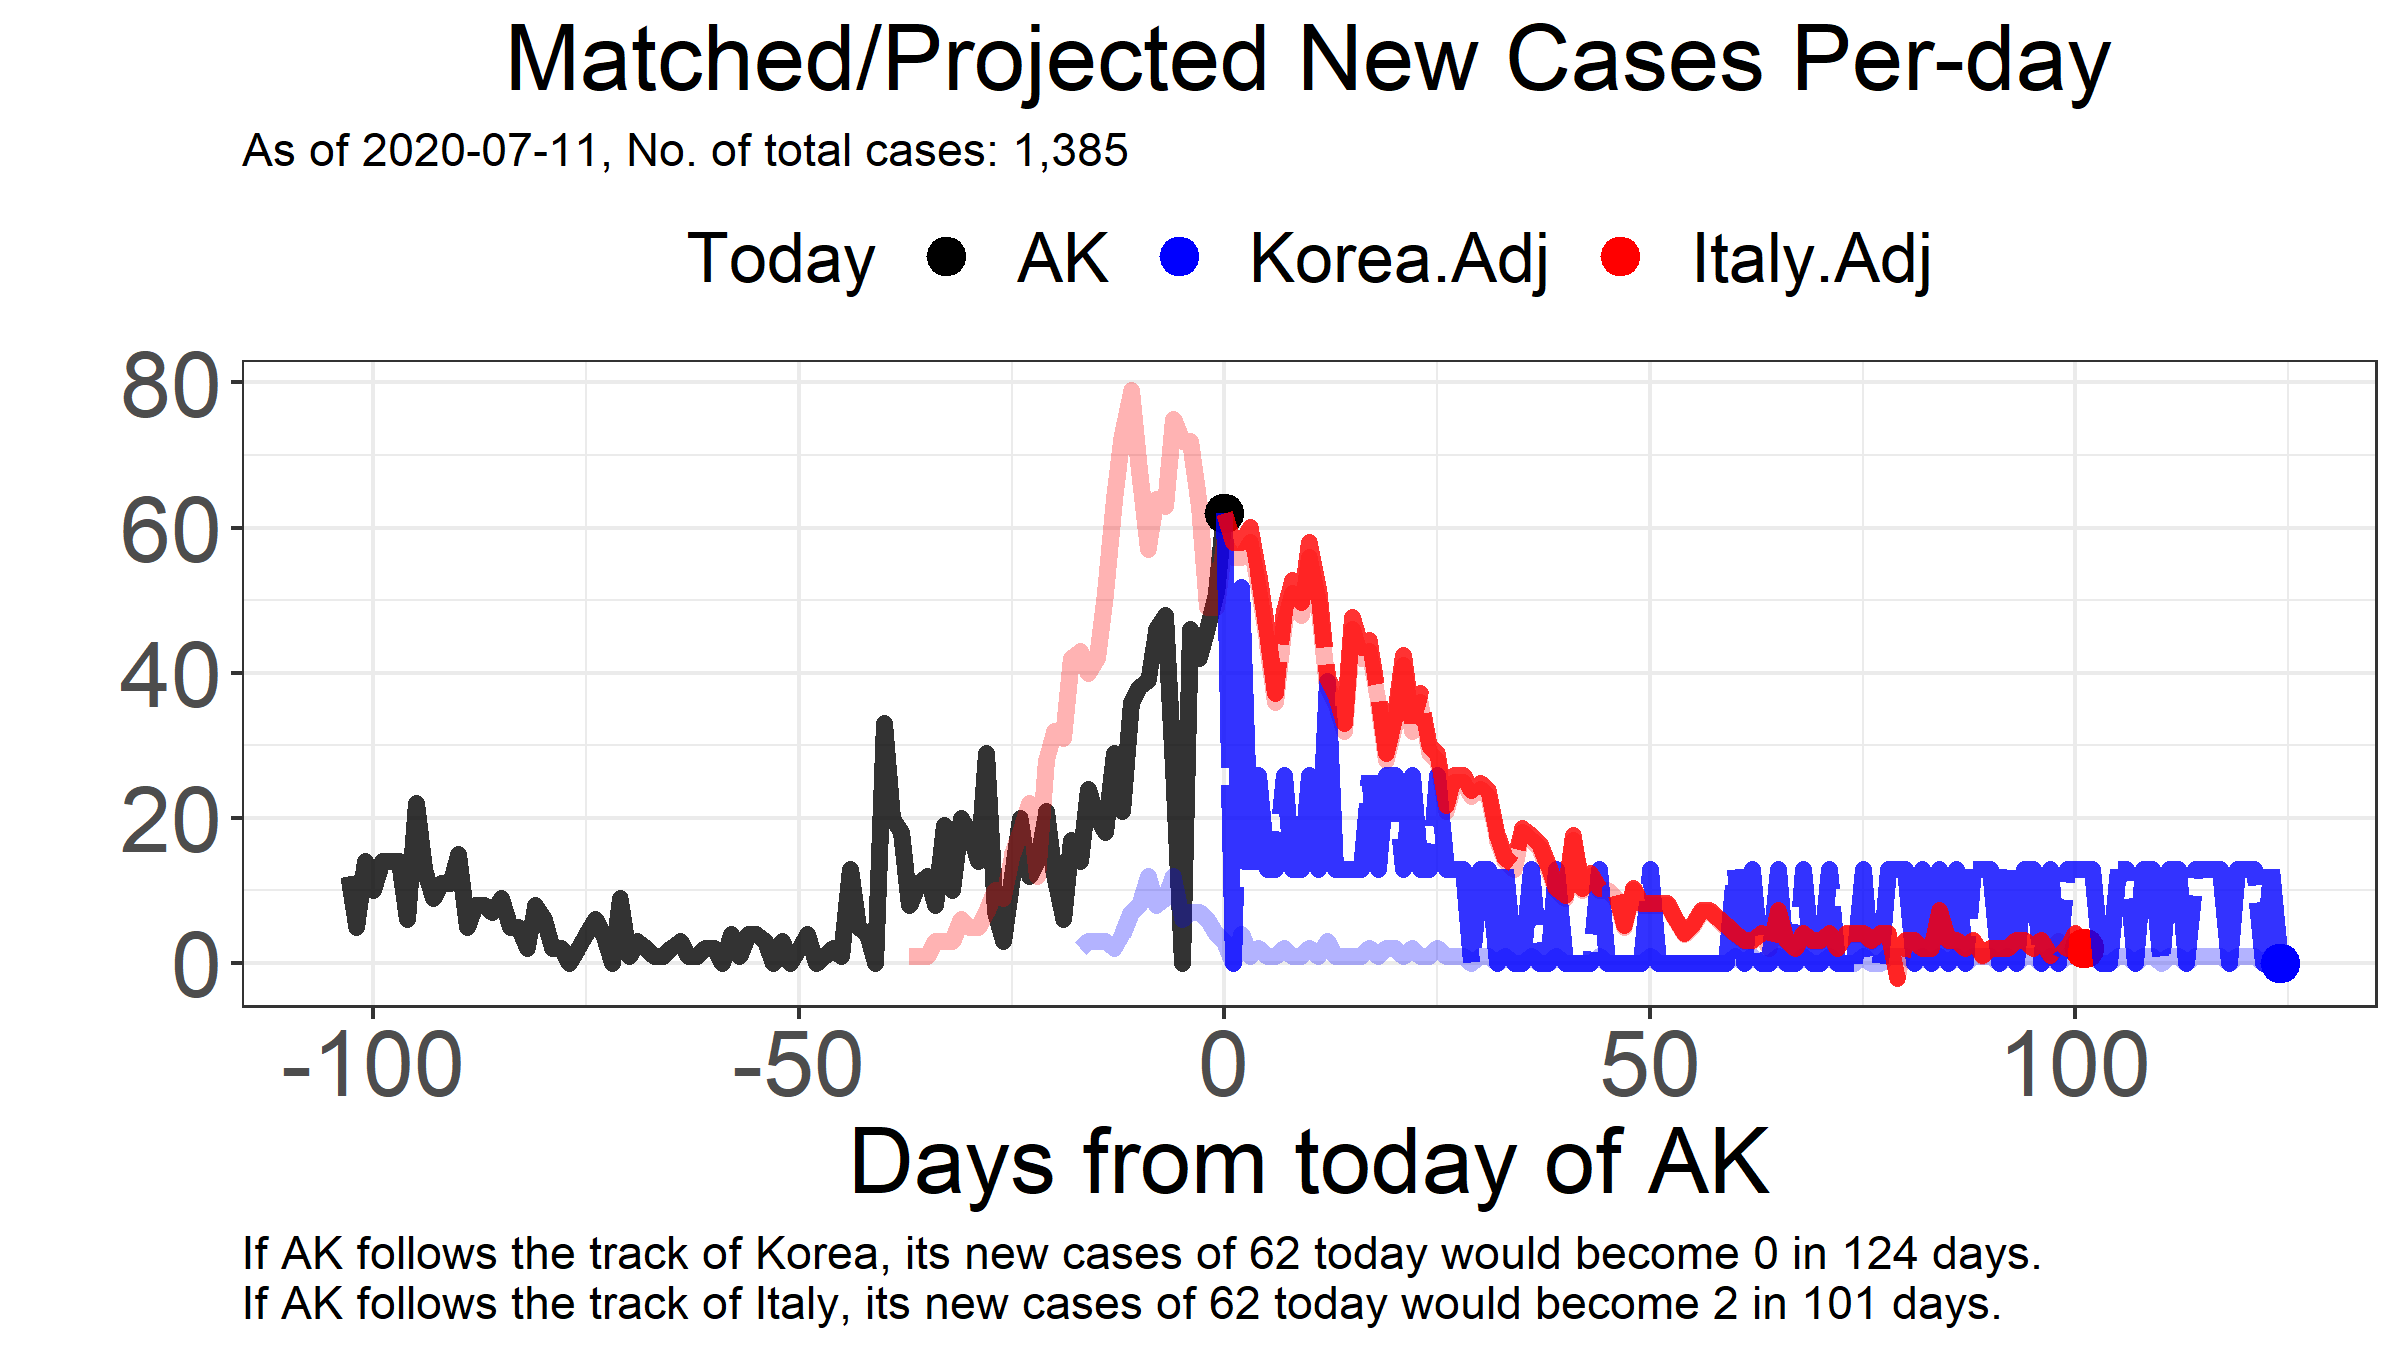 Matched/Projected New Cases Per-day
As of 2020-07-11, No. of total cases: 1,385
Today AK Korea.Adj Italy.Adj
80
60
40
20
0
-100 -50 0 50 100
Days from today of AK
If AK follows the track of Korea, its new cases of 62 today would become 0 in 124 days.
If AK follows the track of Italy, its new cases of 62 today would become 2 in 101 days.